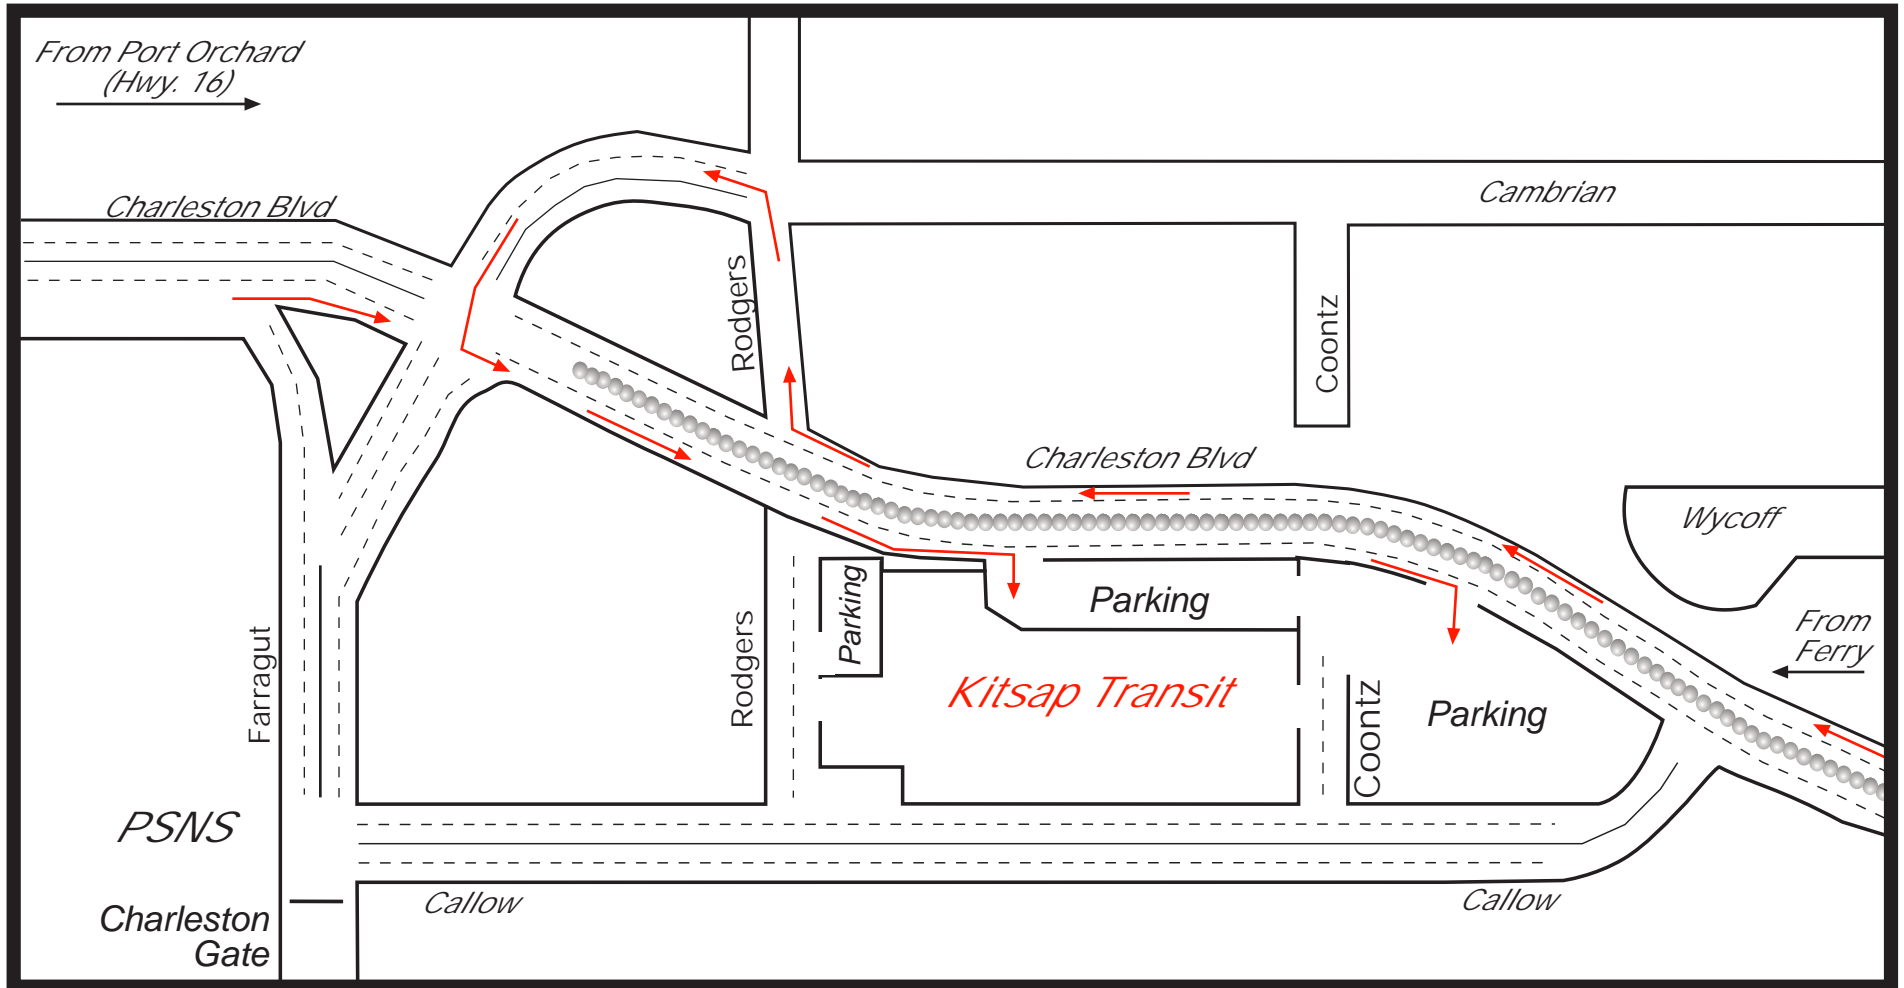 From Port Orchard
(Hwy. 16)
Charleston Blvd
Cambrian
Rodgers
Coontz
Charleston Blvd
Wycoff
From
Ferry
Parking
Parking
Farragut
Rodgers
Kitsap Transit
Coontz
Parking
PSNS
Charleston
Gate
Callow
Callow